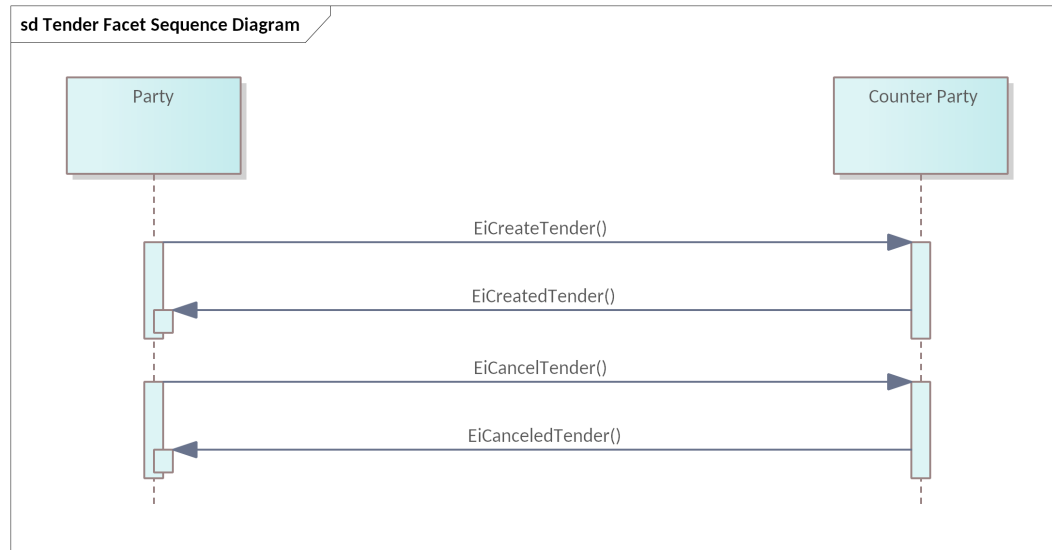 sd Tender Facet Sequence Diagram
Party
Counter Party
EiCreateTender()
EiCreatedTender()
EiCancelTender()
EiCanceledTender()